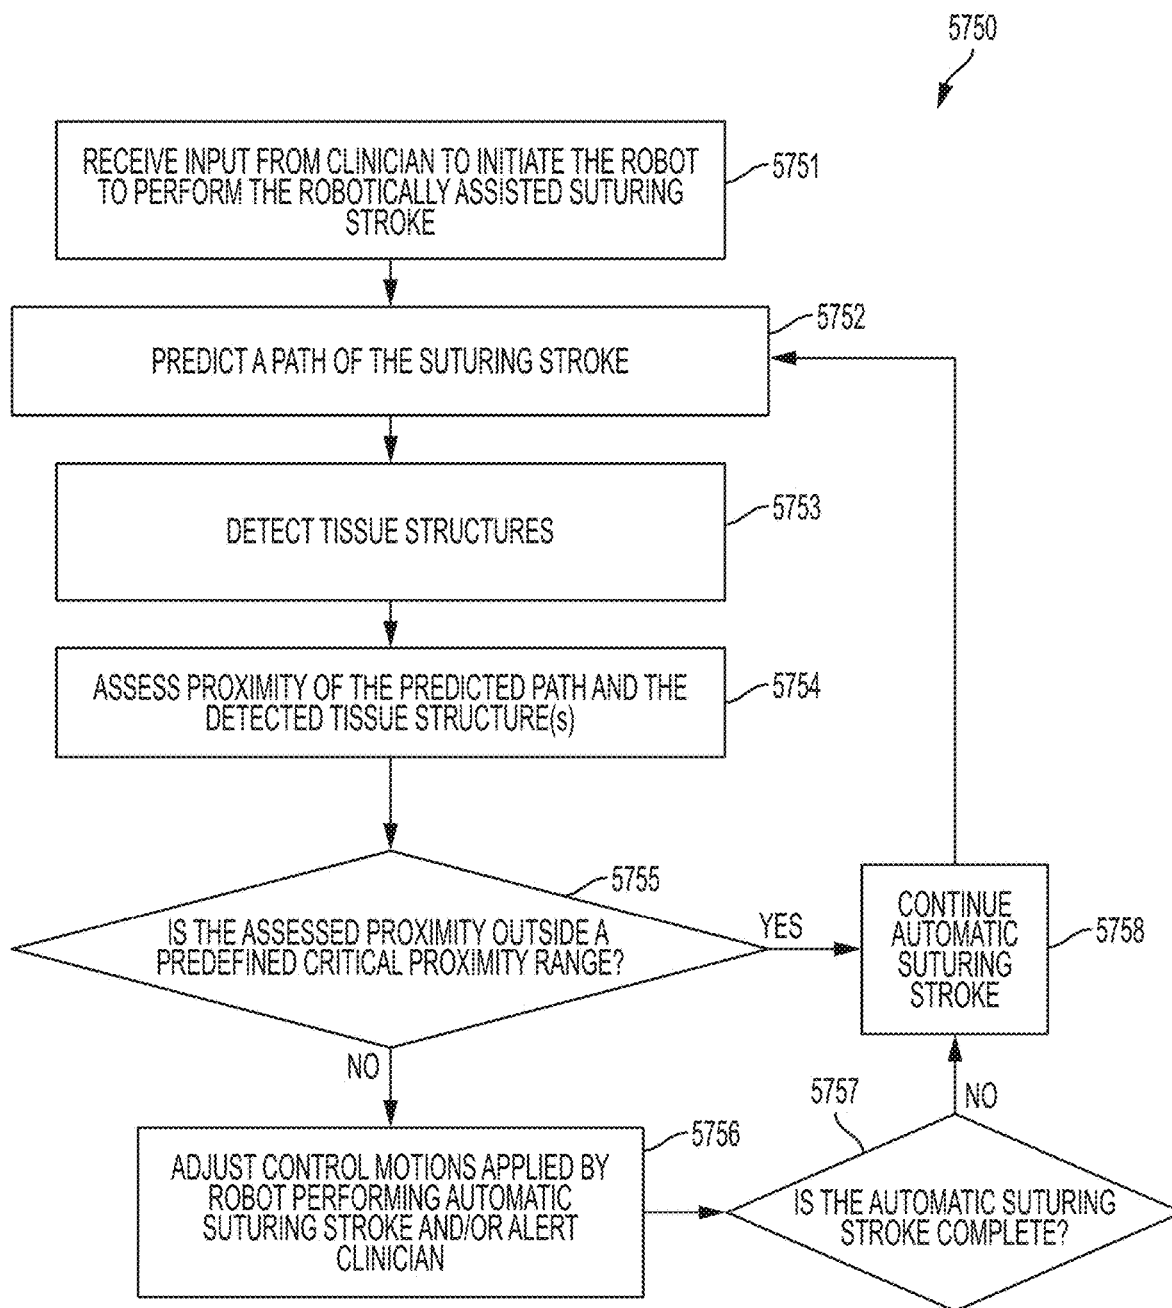 5750
RECEIVE INPUT FROM CLINICIAN TO INITIATE THE ROBOT
TO PERFORM THE ROBOTICALLY ASSISTED SUTURING
STROKE
5751
5752
PREDICT A PATH OF THE SUTURING STROKE
DETECT TISSUE STRUCTURES
5753
ASSESS PROXIMITY OF THE PREDICTED PATH AND THE
DETECTED TISSUE STRUCTURE(s)
5754
5755
IS THE ASSESSED PROXIMITY OUTSIDE A
PREDEFINED CRITICAL PROXIMITY RANGE?
YES
CONTINUE
AUTOMATIC
SUTURING
STROKE
5758
NO
ADJUST CONTROL MOTIONS APPLIED BY
ROBOT PERFORMING AUTOMATIC
SUTURING STROKE AND/OR ALERT
CLINICIAN
5756
5757
NO
IS THE AUTOMATIC SUTURING
STROKE COMPLETE?